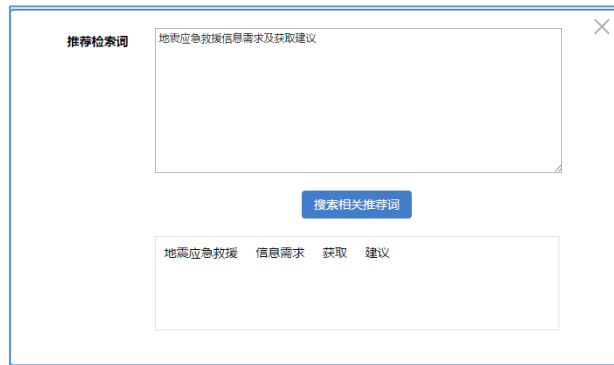 推荐检索词
地震应急救援信息需求及获取建议
搜索相关推荐词
地震应急救援 信息需求 获取 建议